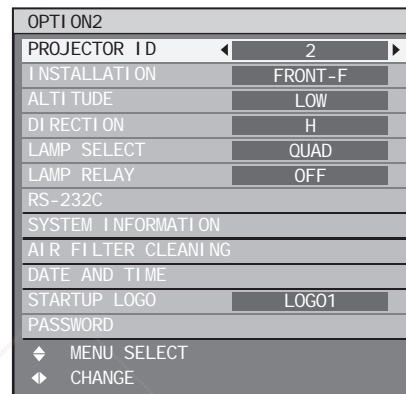 OPTION2
PROJECTOR ID 2
INSTALLATION FRONT-F
ALTITUDE LOW
DIRECTION H
LAMP SELECT QUAD
LAMP RELAY OFF
RS-232C
SYSTEM INFORMATION
AIR FILTER CLEANING
DATE AND TIME
STARTUP LOGO LOGO1
PASSWORD
MENU SELECT
CHANGE